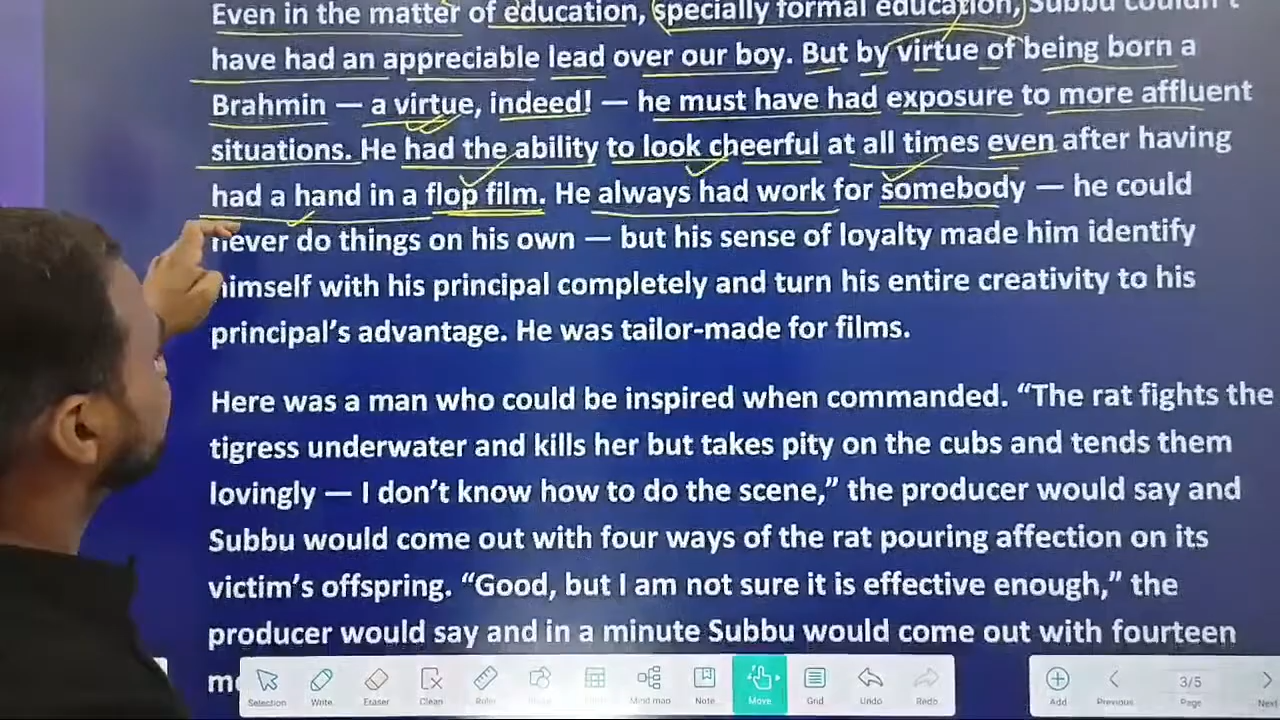 Even in the matter of education, specially formal education, Subbu couldn't
have had an appreciable lead over our boy. But by virtue of being born a
Brahmin — a virtue, indeed! — he must have had exposure to more affluent
situations. He had the ability to look cheerful at all times even after having
had a hand in a flop film. He always had work for somebody — he could
never do things on his own — but his sense of loyalty made him identify
himself with his principal completely and turn his entire creativity to his
principal's advantage. He was tailor-made for films.
Here was a man who could be inspired when commanded. “The rat fights the
tigress underwater and kills her but takes pity on the cubs and tends them
lovingly — I don't know how to do the scene,” the producer would say and
Subbu would come out with four ways of the rat pouring affection on its
victim's offspring. “Good, but I am not sure it is effective enough,” the
producer would say and in a minute Subbu would come out with fourteen
Selection Write Eraser Clean Ruler Mind map Note Move Grid Undo Redo
Add Previous 3/5 Page Next